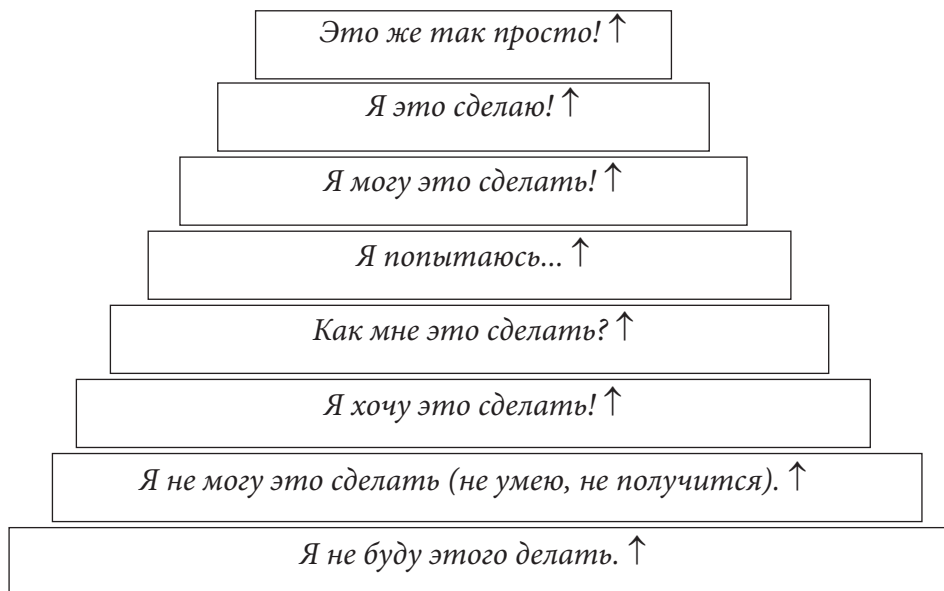 Это же так просто! ↑
Я это сделаю! ↑
Я могу это сделать! ↑
Я попытаюсь... ↑
Как мне это сделать? ↑
Я хочу это сделать! ↑
Я не могу это сделать (не умею, не получится). ↑
Я не буду этого делать. ↑